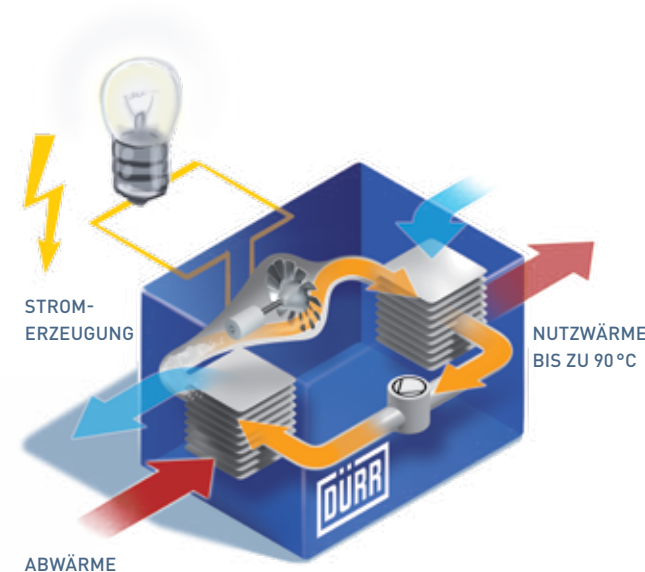 STROM-
ERZEUGUNG
NUTZWÄRME
BIS ZU 90 °C
DÜRR
ABWÄRME